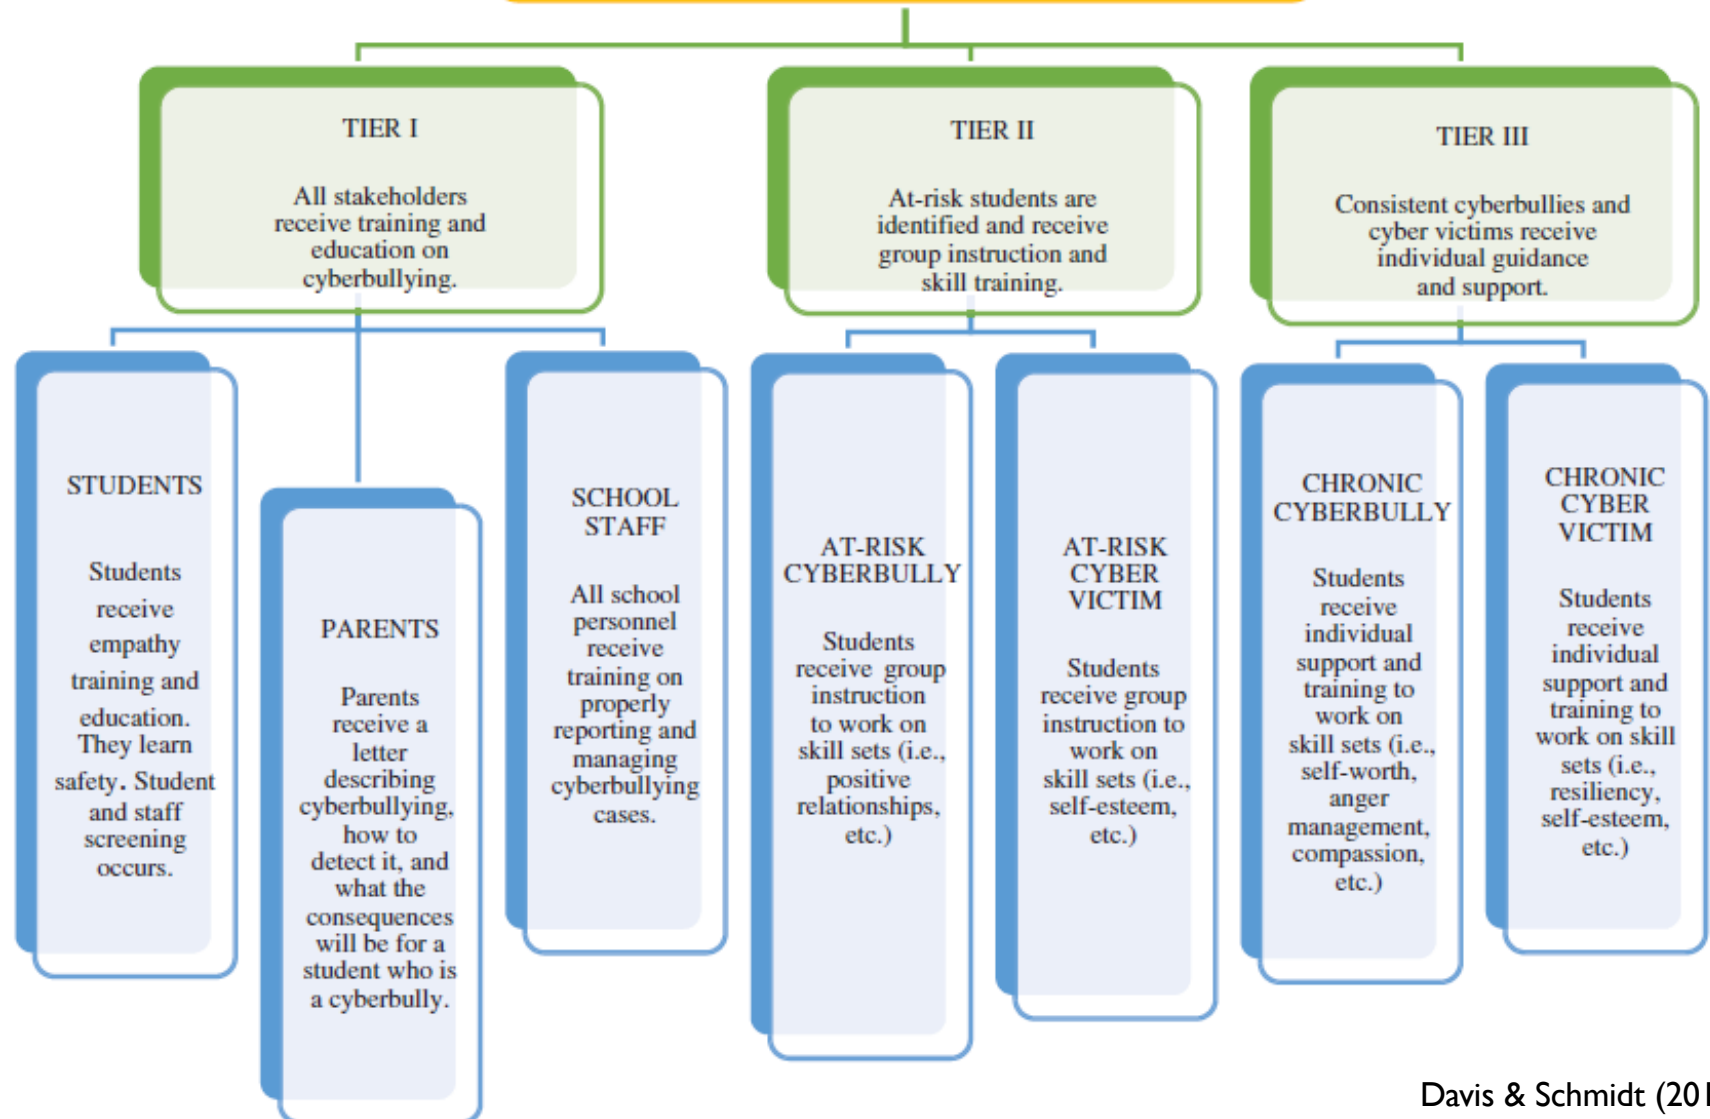 TIER I
All stakeholders
receive training and
education on
cyberbullying.
TIER II
At-risk students are
identified and receive
group instruction and
skill training.
TIER III
Consistent cyberbullies and
cyber victims receive
individual guidance
and support.
STUDENTS
Students
receive
empathy
training and
education.
They learn
safety. Student
and staff
screening
occurs.
PARENTS
Parents
receive a
letter
describing
cyberbullying,
how to
detect it, and
what the
consequences
will be for a
student who is
a cyberbully.
SCHOOL
STAFF
All school
personnel
receive
training on
properly
reporting and
managing
cyberbullying
cases.
AT-RISK
CYBERBULLY
Students
receive group
instruction
to work on
skill sets (i.e.,
positive
relationships,
etc.)
AT-RISK
CYBER
VICTIM
Students
receive group
instruction to
work on
skill sets (i.e.,
self-esteem,
etc.)
CHRONIC
CYBERBULLY
Students
receive
individual
support and
training to
work on
skill sets (i.e.,
self-worth,
anger
management,
compassion,
etc.)
CHRONIC
CYBER
VICTIM
Students
receive
individual
support and
training to
work on skill
sets (i.e.,
resiliency,
self-esteem,
etc.)
Davis & Schmidt (201